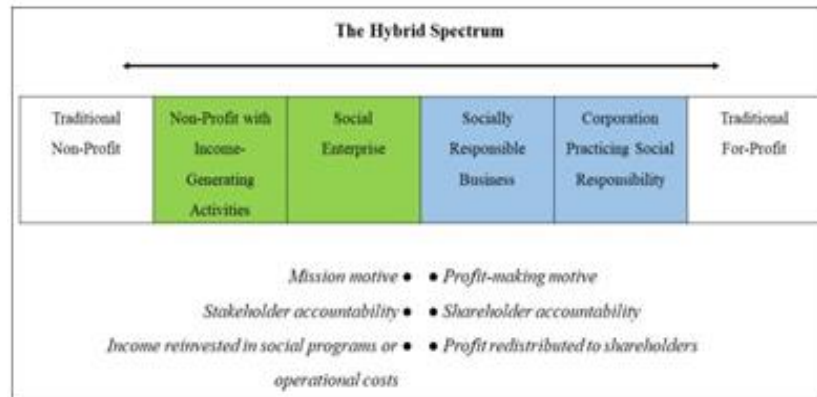 The Hybrid Spectrum
Traditional
Non-Profit
Non-Profit with
Income-
Generating
Activities
Social
Enterprise
Socially
Responsible
Business
Corporation
Practicing Social
Responsibility
Traditional
For-Profit
Mission motive ● ● Profit-making motive
Stakeholder accountability ● ● Shareholder accountability
Income reinvested in social programs or ● ● Profit redistributed to shareholders
operational costs